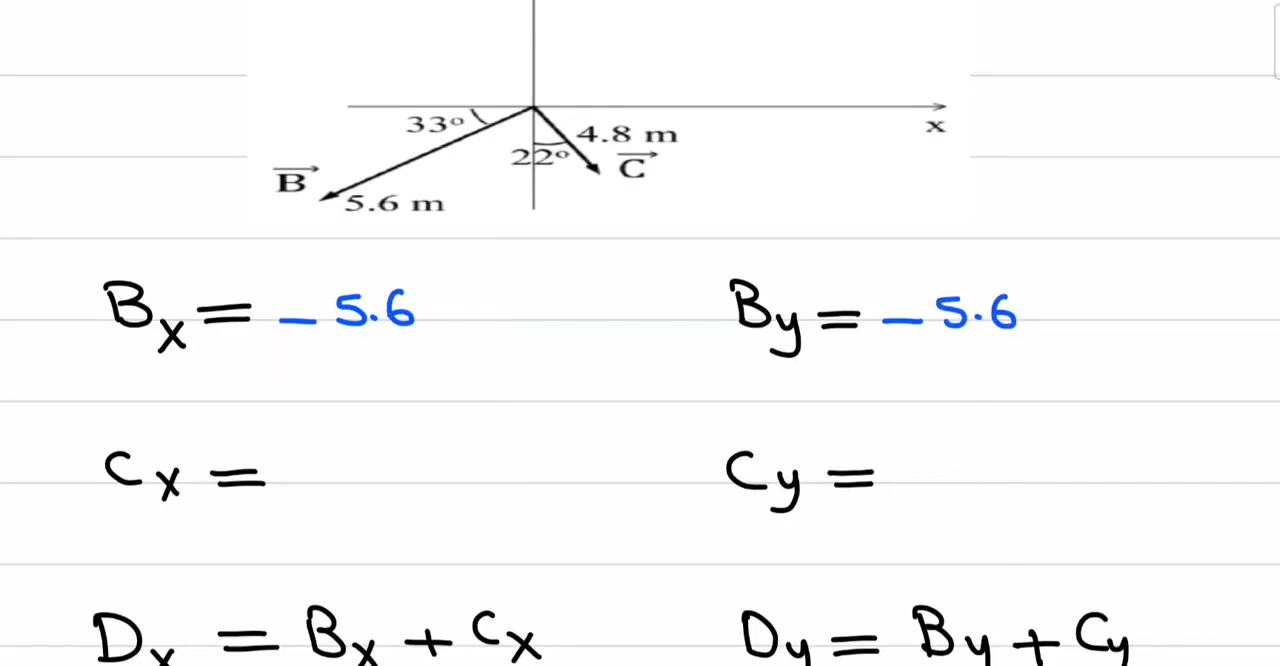 33° 4.8 m x
22° C
B 5.6 m
Bx = - 5.6 By = - 5.6
Cx = Cy =
Dx = Bx + Cx Dy = By + Cy